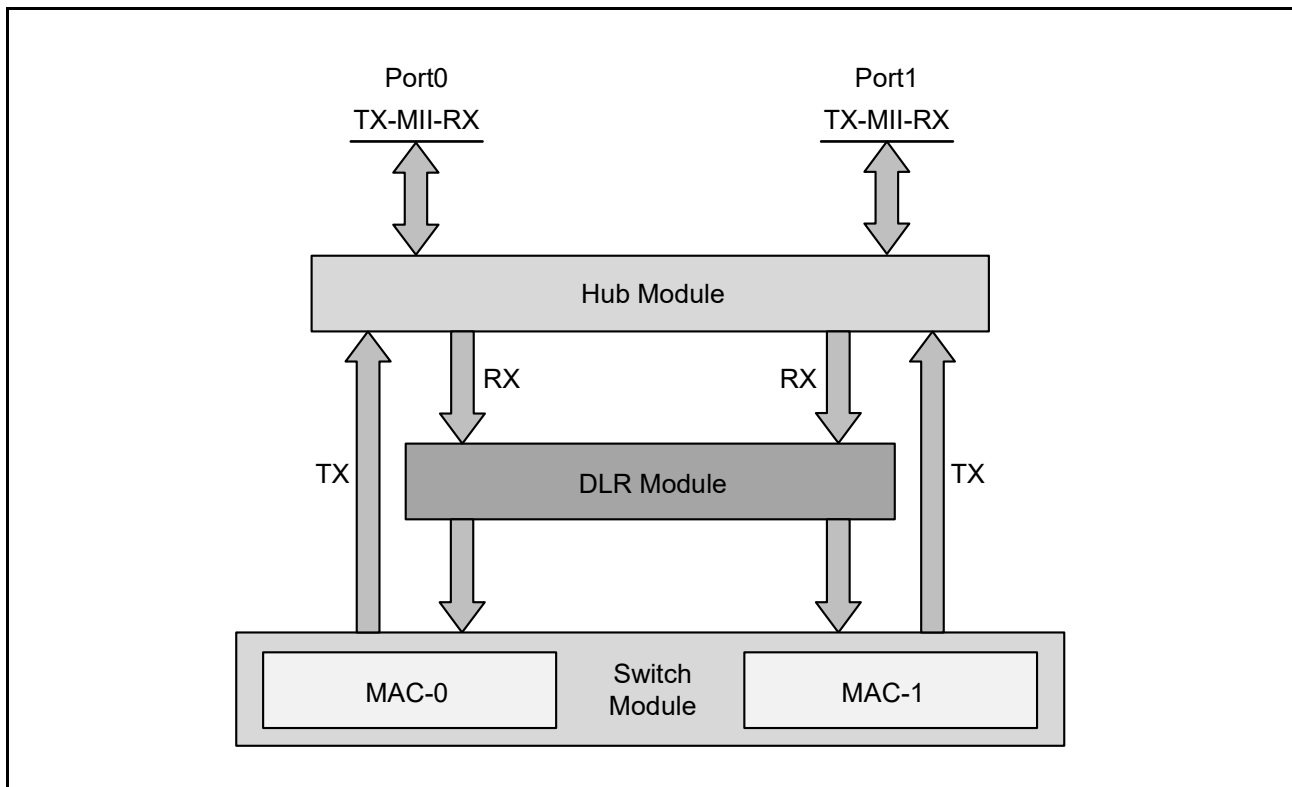 Port0
Port1
TX-MII-RX
TX-MII-RX
Hub Module
RX
RX
TX
DLR Module
TX
MAC-0
Switch
Module
MAC-1